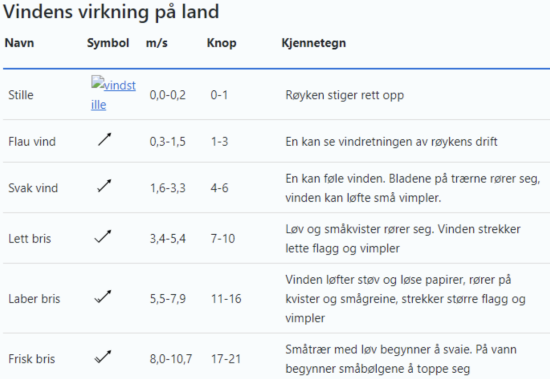 Vindens virkning på land
Navn Symbol m/s Knop Kjennetegn
Stille vindst
ille 0,0-0,2 0-1 Røyken stiger rett opp
Flau vind 0,3-1,5 1-3 En kan se vindretningen av røykens drift
Svak vind 1,6-3,3 4-6 En kan føle vinden. Bladene på trærne rører seg,
vinden kan løfte små vimpler.
Lett bris 3,4-5,4 7-10 Løv og småkvister rører seg. Vinden strekker
lette flagg og vimpler
Laber bris 5,5-7,9 11-16 Vinden løfter støv og løse papirer, rører på
kvister og smågreine, strekker større flagg og
vimpler
Frisk bris 8,0-10,7 17-21 Småtrær med løv begynner å svaie. På vann
begynner småbølgene å toppe seg